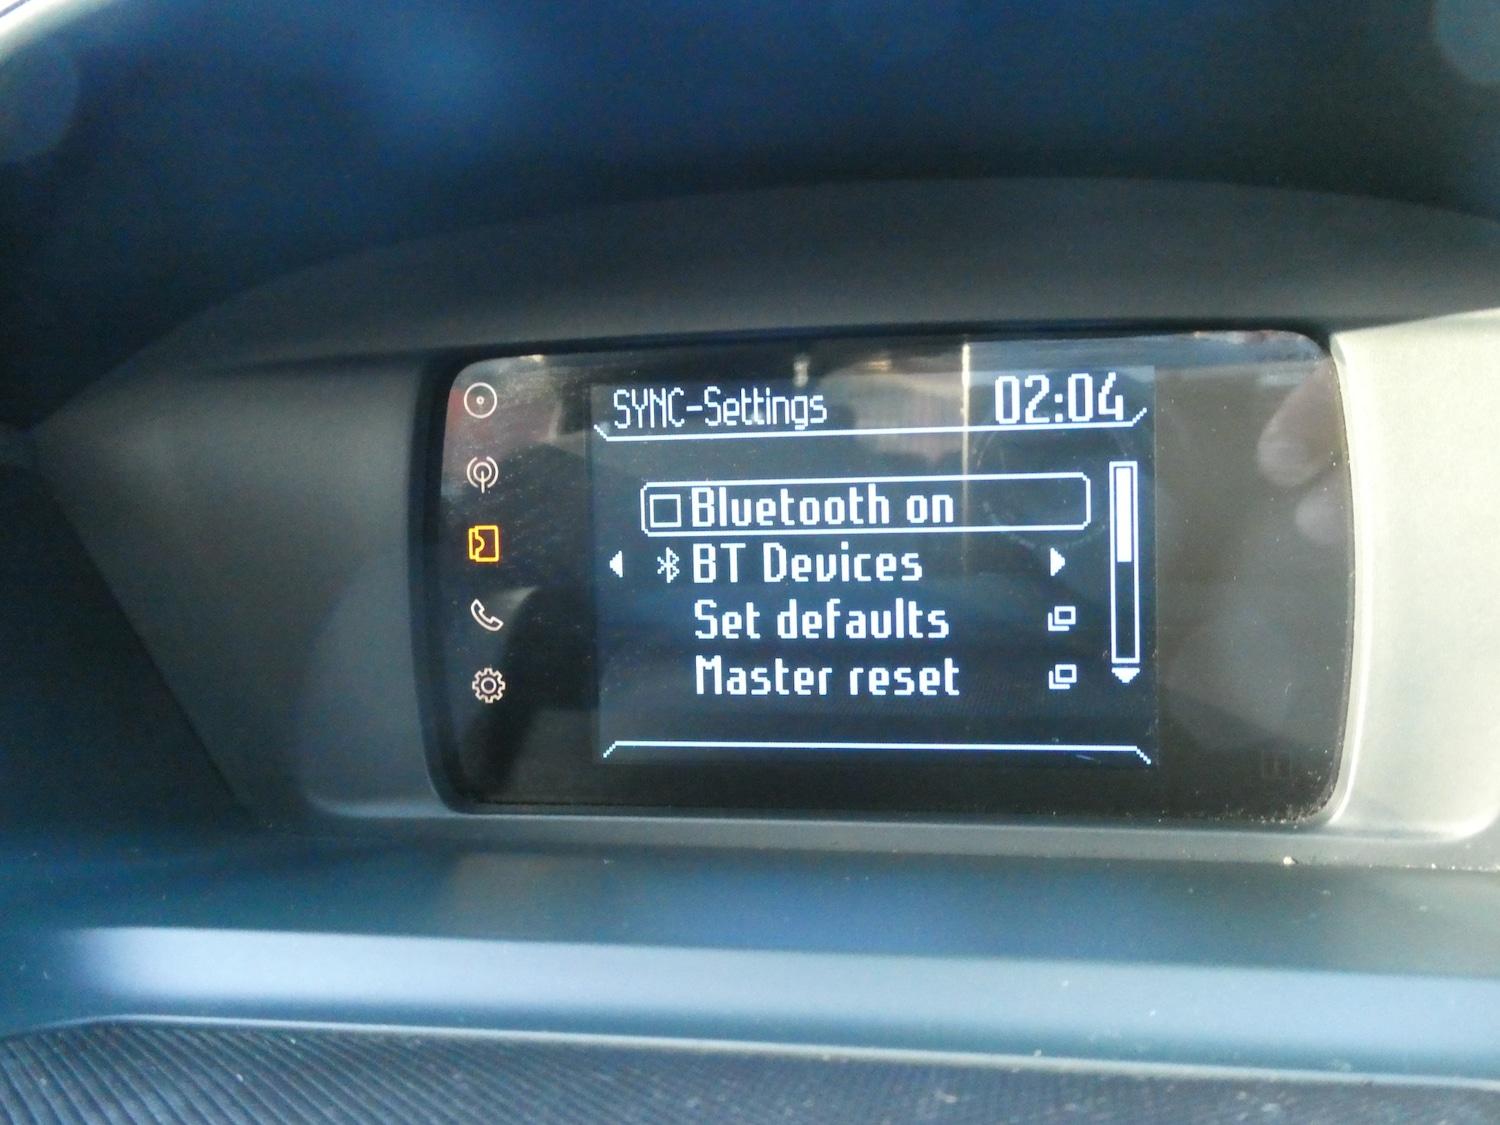 SYNC-Settings 02:04
Bluetooth on
BT Devices
Set defaults
Master reset